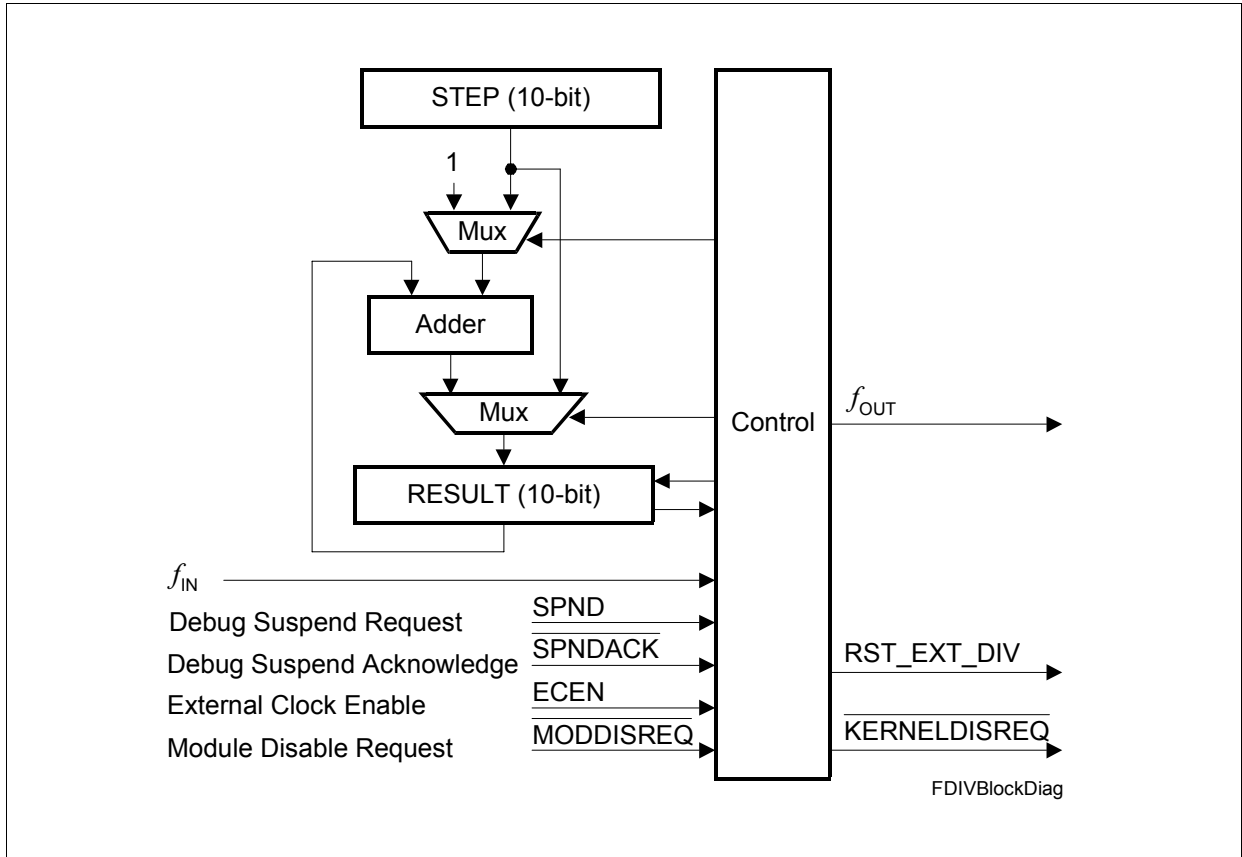 STEP (10-bit)
1
Mux
Adder
Mux
Control
fOUT
RESULT (10-bit)
fIN
Debug Suspend Request SPND
Debug Suspend Acknowledge SPNDACK
RST_EXT_DIV
External Clock Enable ECEN
Module Disable Request MODDISREQ
KERNELDISREQ
FDIVBlockDiag